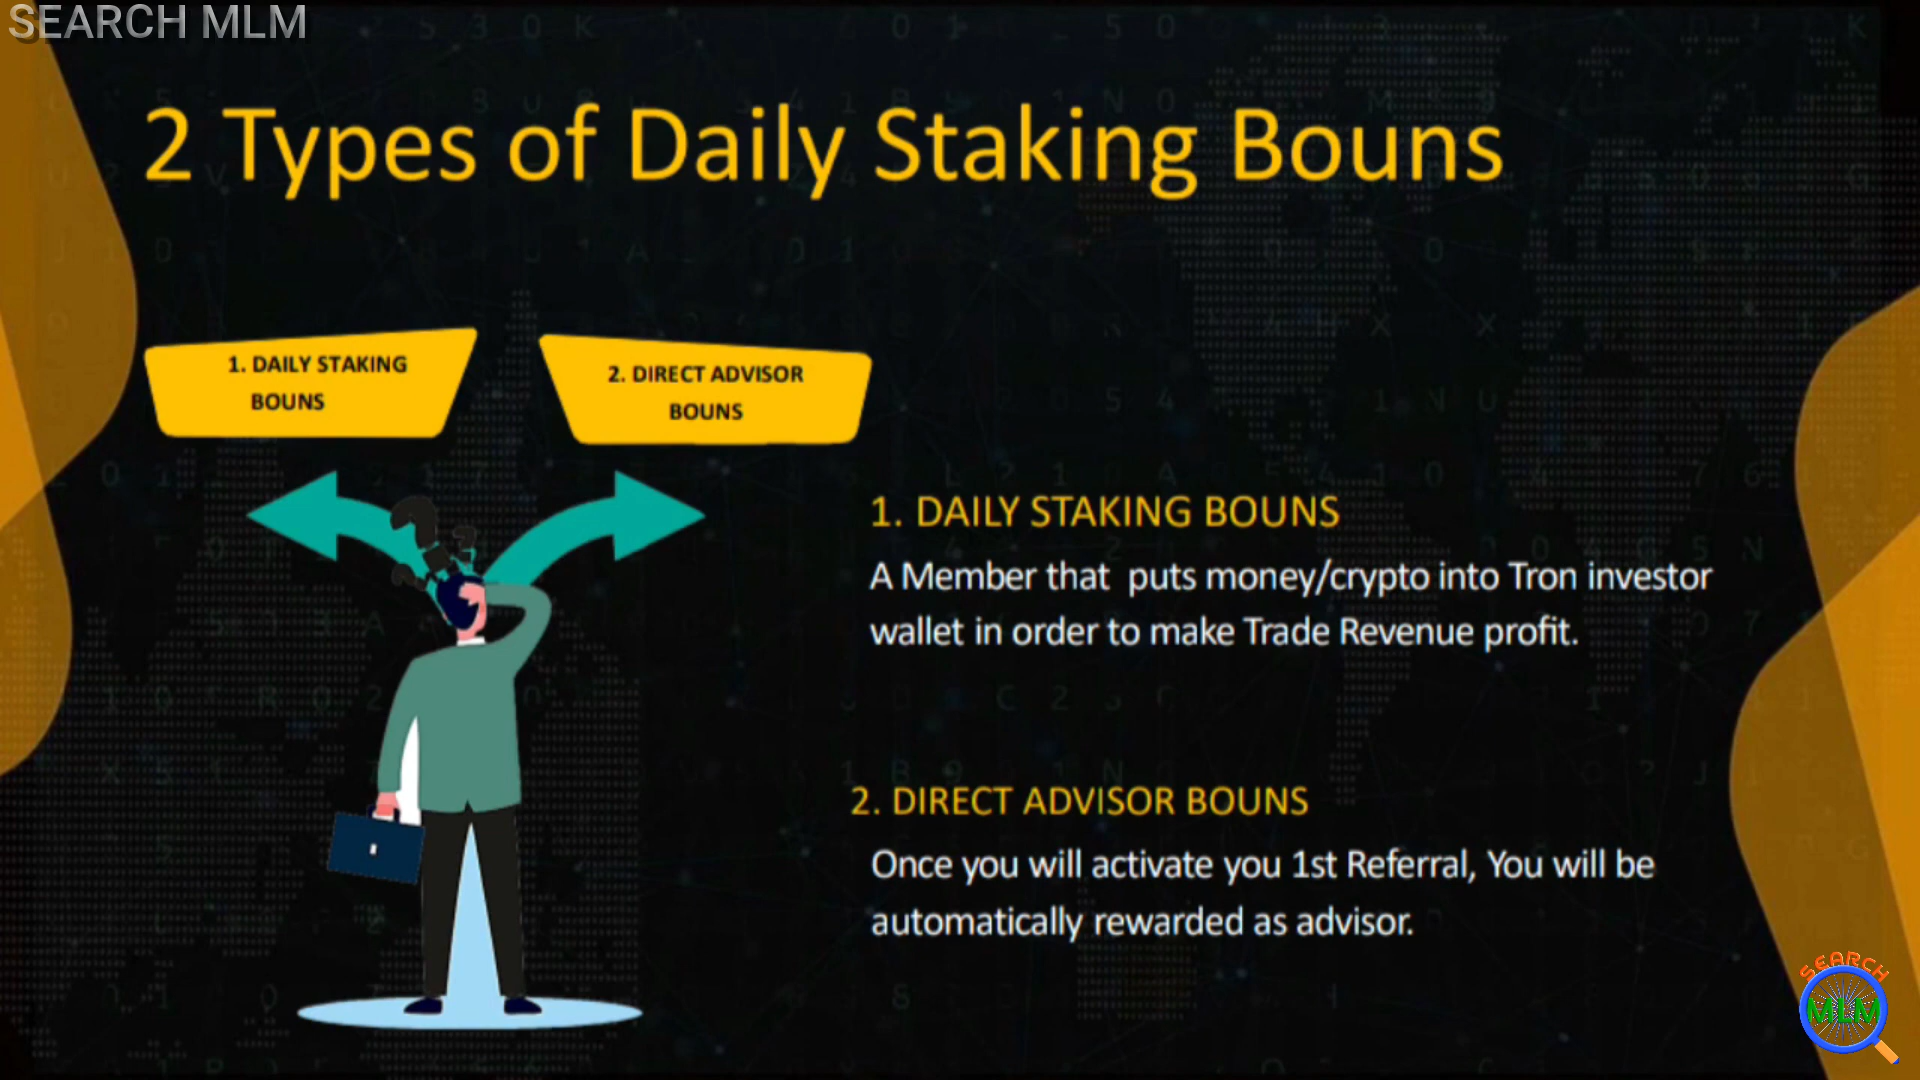 SEARCH MLM
2 Types of Daily Staking Bouns
1. DAILY STAKING
BOUNS
2. DIRECT ADVISOR
BOUNS
1. DAILY STAKING BOUNS
A Member that  puts money/crypto into Tron investor
wallet in order to make Trade Revenue profit.
2. DIRECT ADVISOR BOUNS
Once you will activate you 1st Referral, You will be
automatically rewarded as advisor.
SEARCH
MLM